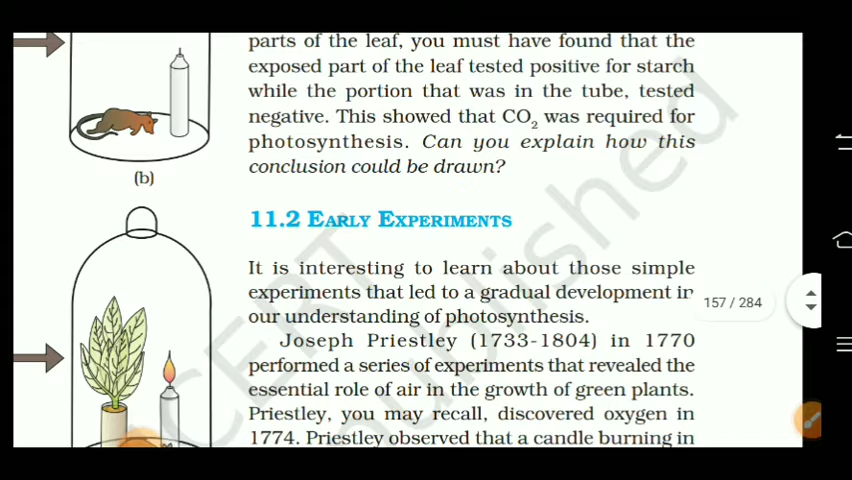 parts of the leaf, you must have found that the
exposed part of the leaf tested positive for starch
while the portion that was in the tube, tested
negative. This showed that CO₂ was required for
photosynthesis. Can you explain how this
conclusion could be drawn?
(b)
11.2 EARLY EXPERIMENTS
It is interesting to learn about those simple
experiments that led to a gradual development in
our understanding of photosynthesis.
157 / 284
Joseph Priestley (1733-1804) in 1770
performed a series of experiments that revealed the
essential role of air in the growth of green plants.
Priestley, you may recall, discovered oxygen in
1774. Priestley observed that a candle burning in
NCERT
published